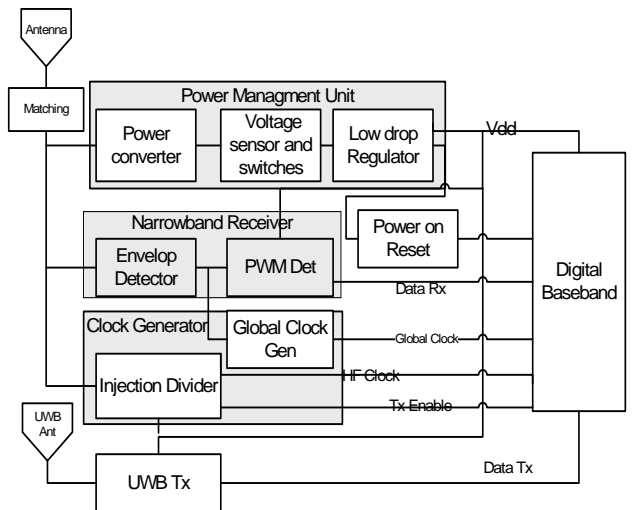 Antenna
Matching
Power Managment Unit
Power
converter
Voltage
sensor and
switches
Low drop
Regulator
Vdd
Narrowband Receiver
Envelop
Detector
PWM Det
Power on
Reset
Data Rx
Digital
Baseband
Clock Generator
Global Clock
Gen
Global Clock
Injection Divider
HF Clock
Tx Enable
UWB
Ant
UWB Tx
Data Tx